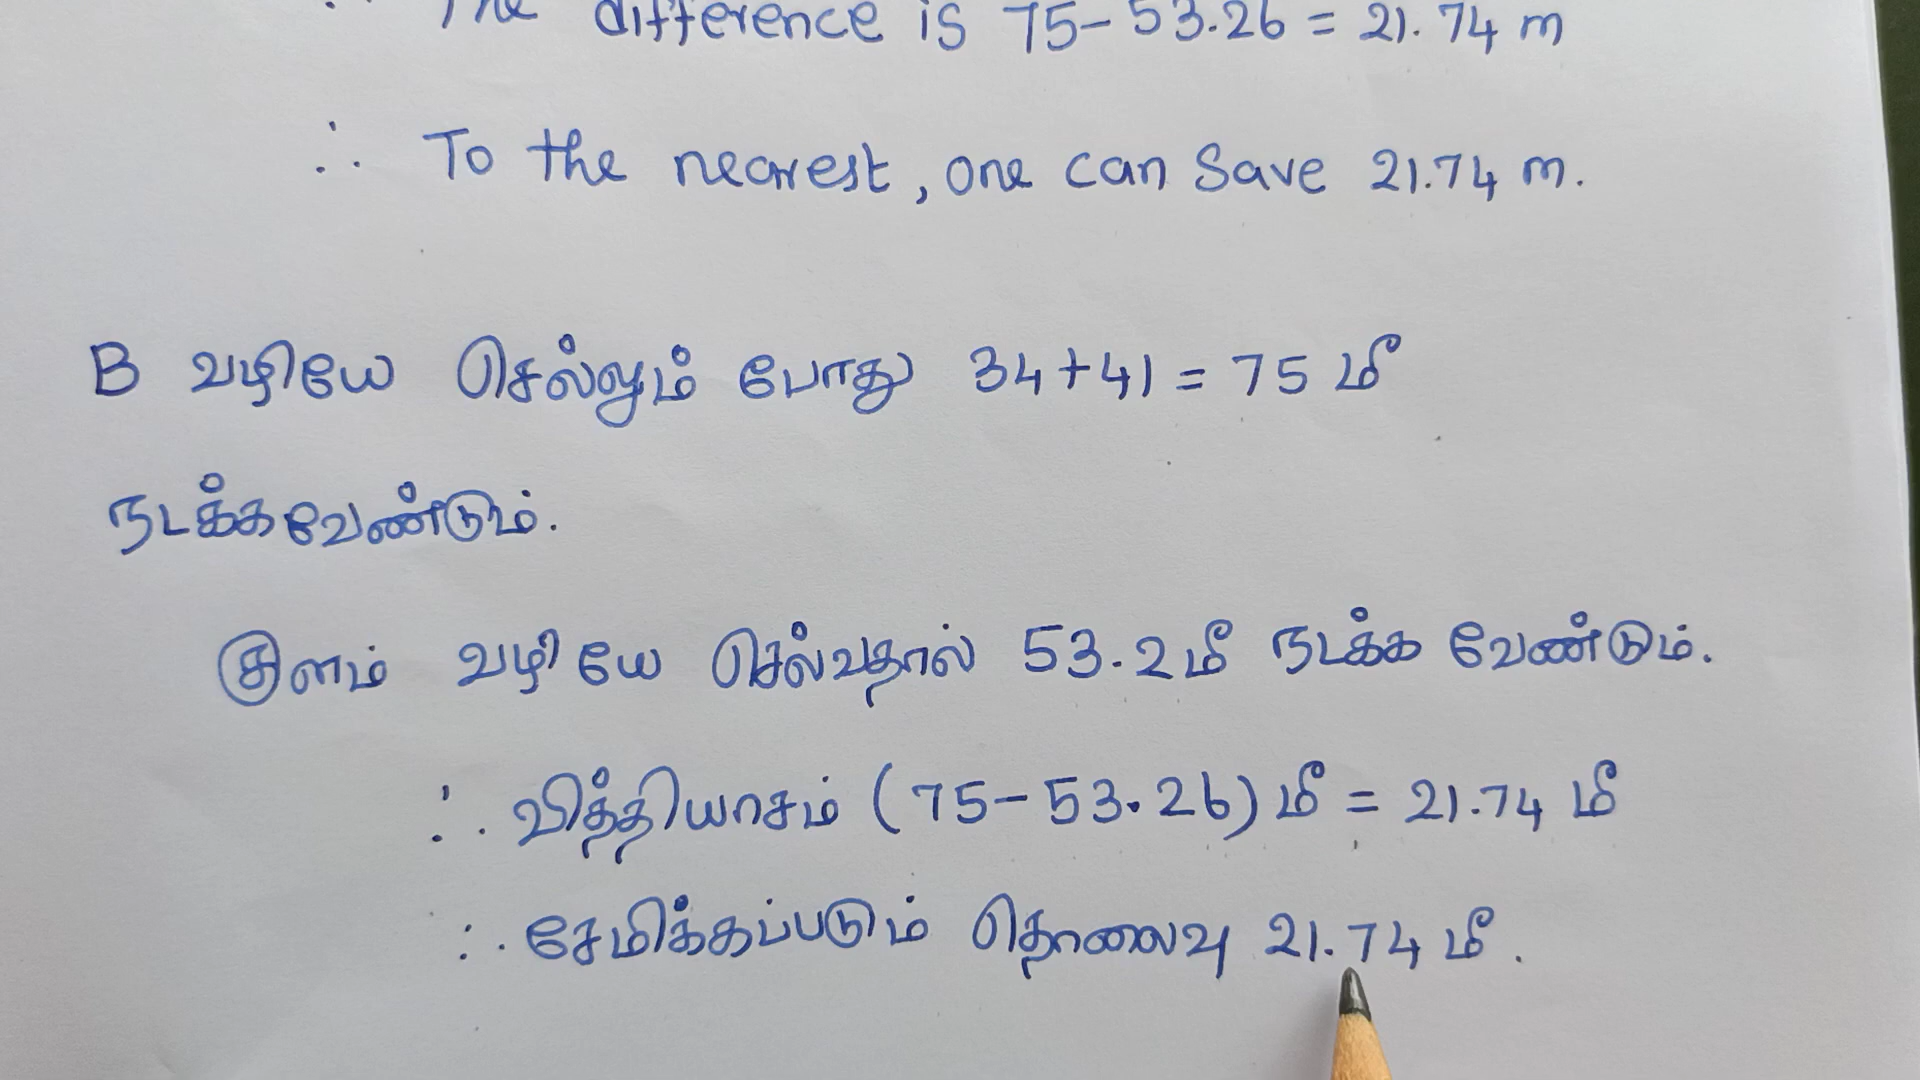 ∴ The difference is 75-53.26 = 21.74 m
∴ To the nearest, one can Save 21.74 m.
B வழியே செல்லும் போது 34+41 = 75 மீ
நடக்கவேண்டும்.
குளம் வழியே செல்வதால் 53.2மீ நடக்க வேண்டும்.
∴ வித்தியாசம் (75-53.26) மீ = 21.74 மீ
∴ சேமிக்கப்படும் தொலைவு 21.74 மீ.